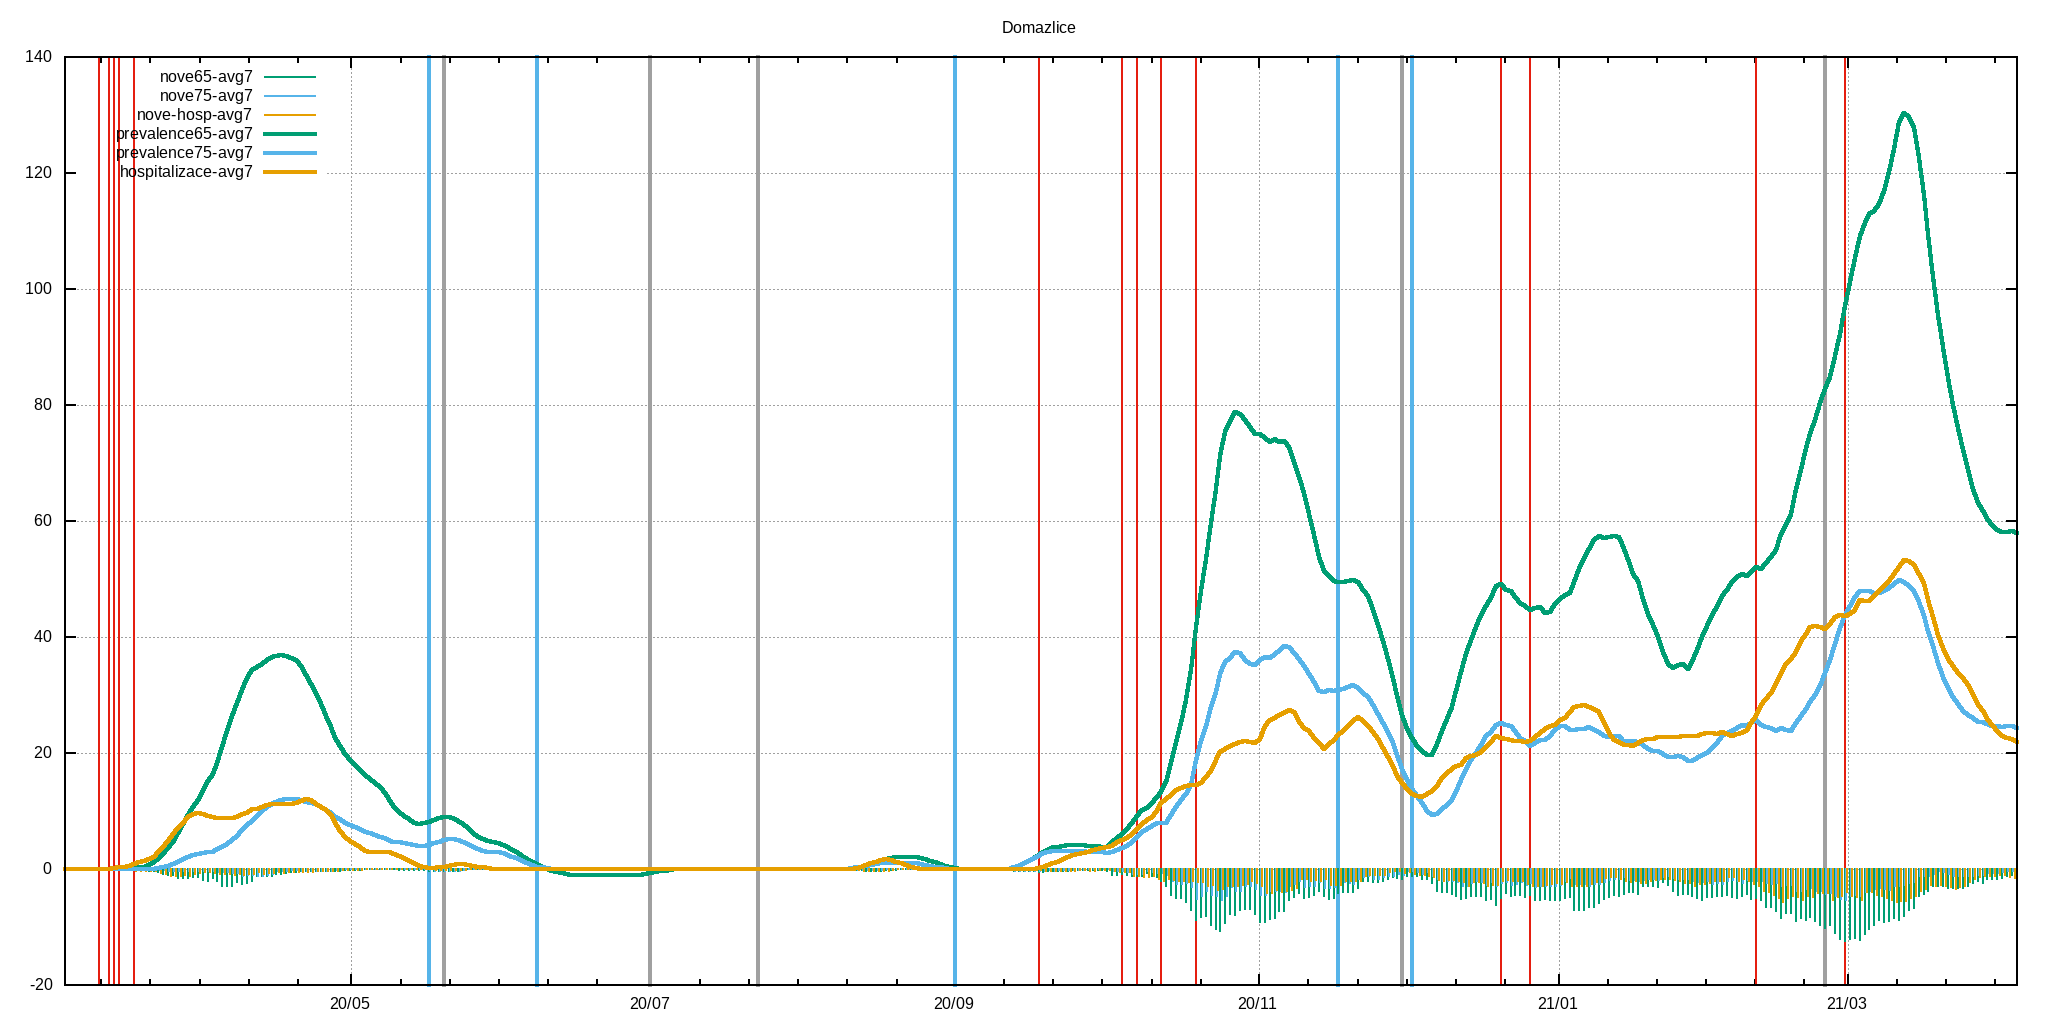 Domazlice
140
120
100
80
60
40
20
0
-20
nove65-avg7
nove75-avg7
nove-hosp-avg7
prevalence65-avg7
prevalence75-avg7
hospitalizace-avg7
20/05 20/07 20/09 20/11 21/01 21/03